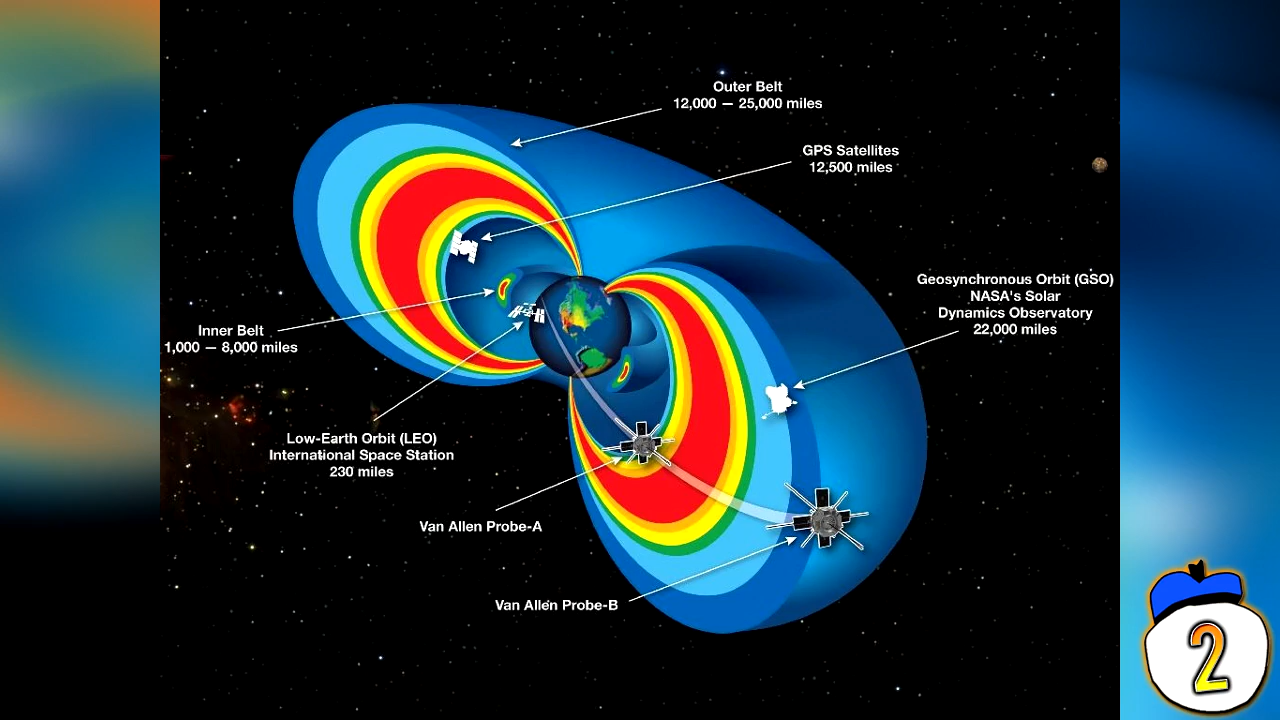 Outer Belt
12,000 — 25,000 miles
GPS Satellites
12,500 miles
Geosynchronous Orbit (GSO)
NASA's Solar
Dynamics Observatory
22,000 miles
Inner Belt
1,000 — 8,000 miles
Low-Earth Orbit (LEO)
International Space Station
230 miles
Van Allen Probe-A
Van Allen Probe-B
2